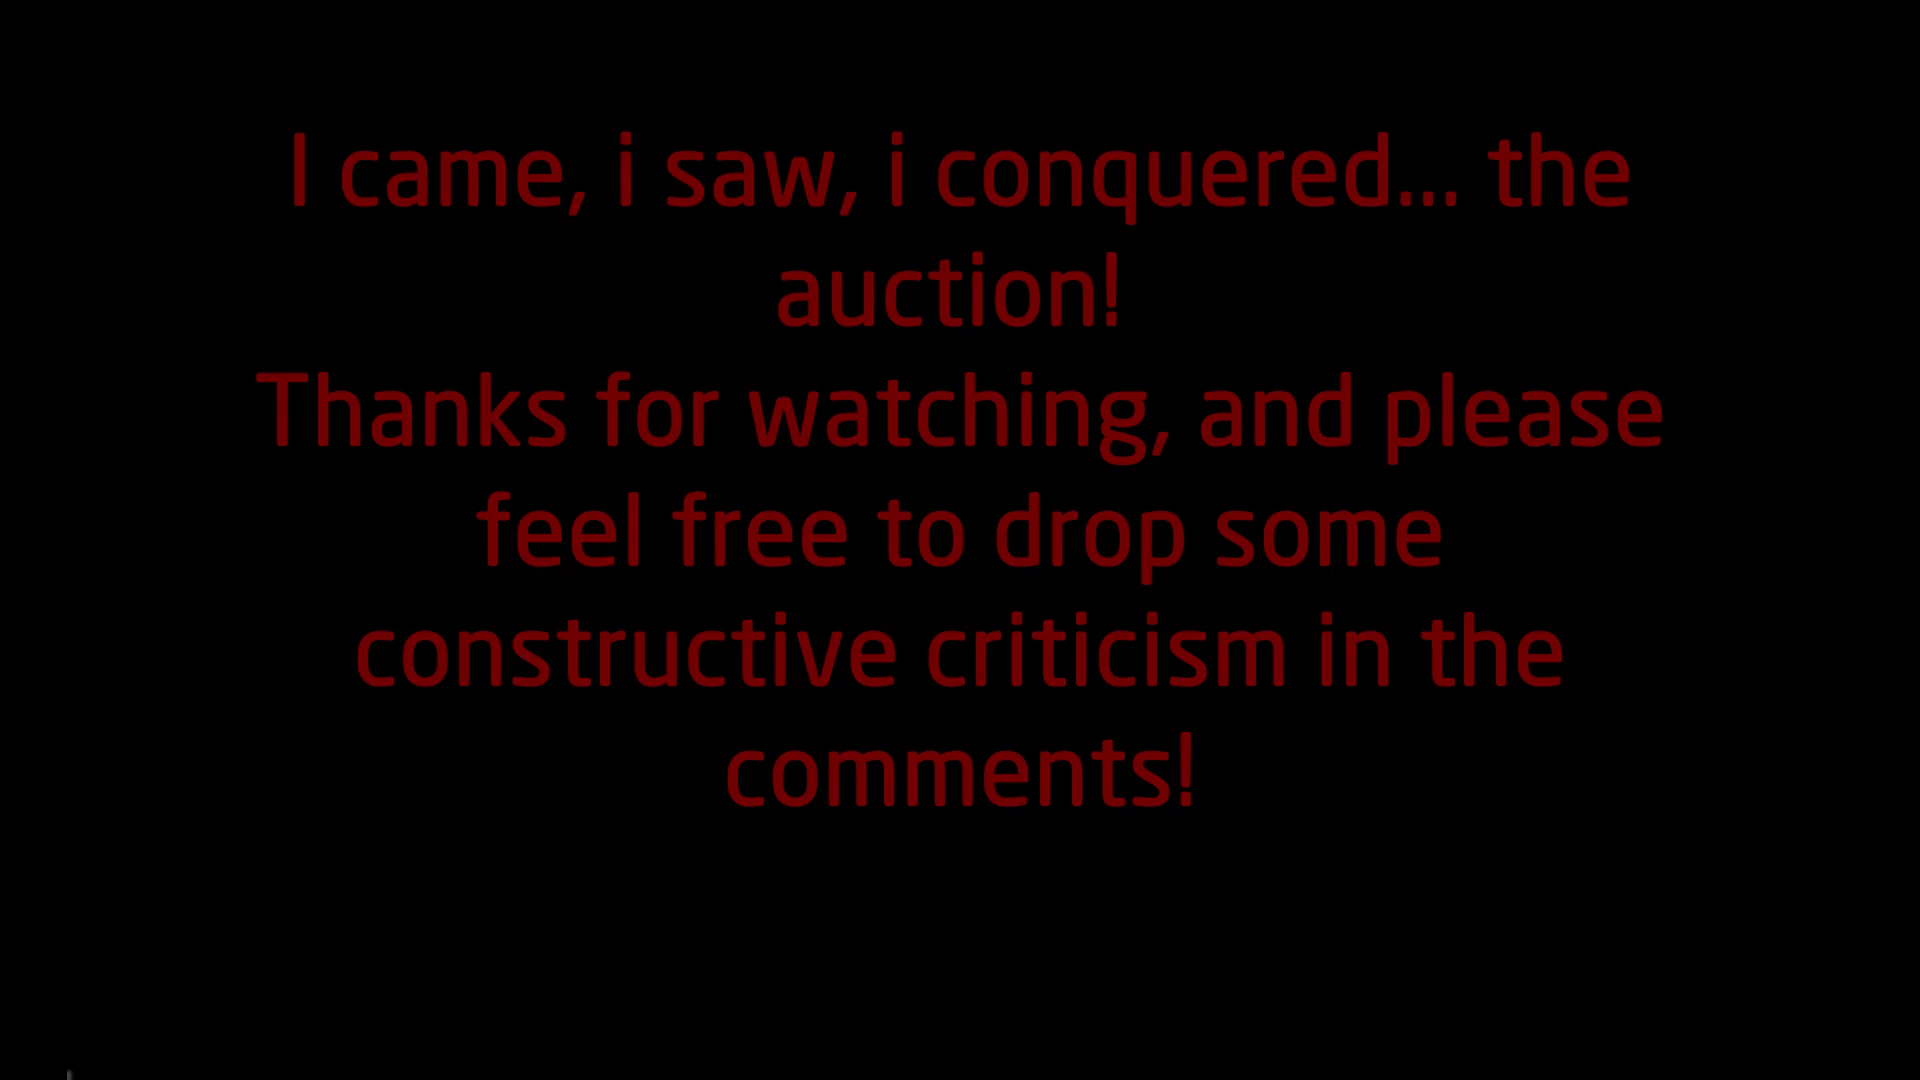 I came, i saw, i conquered... the
auction!
Thanks for watching, and please
feel free to drop some
constructive criticism in the
comments!